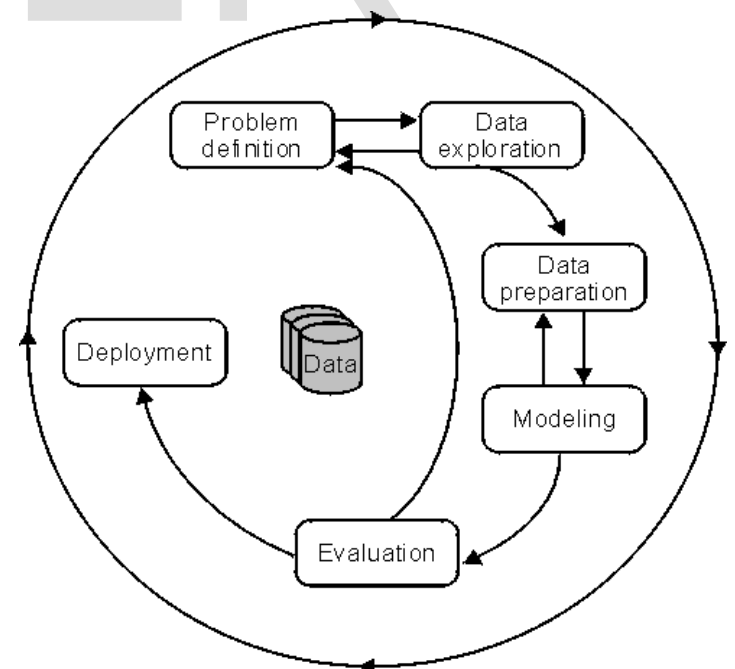 Problem
definition
Data
exploration
Data
preparation
Deployment
Data
Modeling
Evaluation